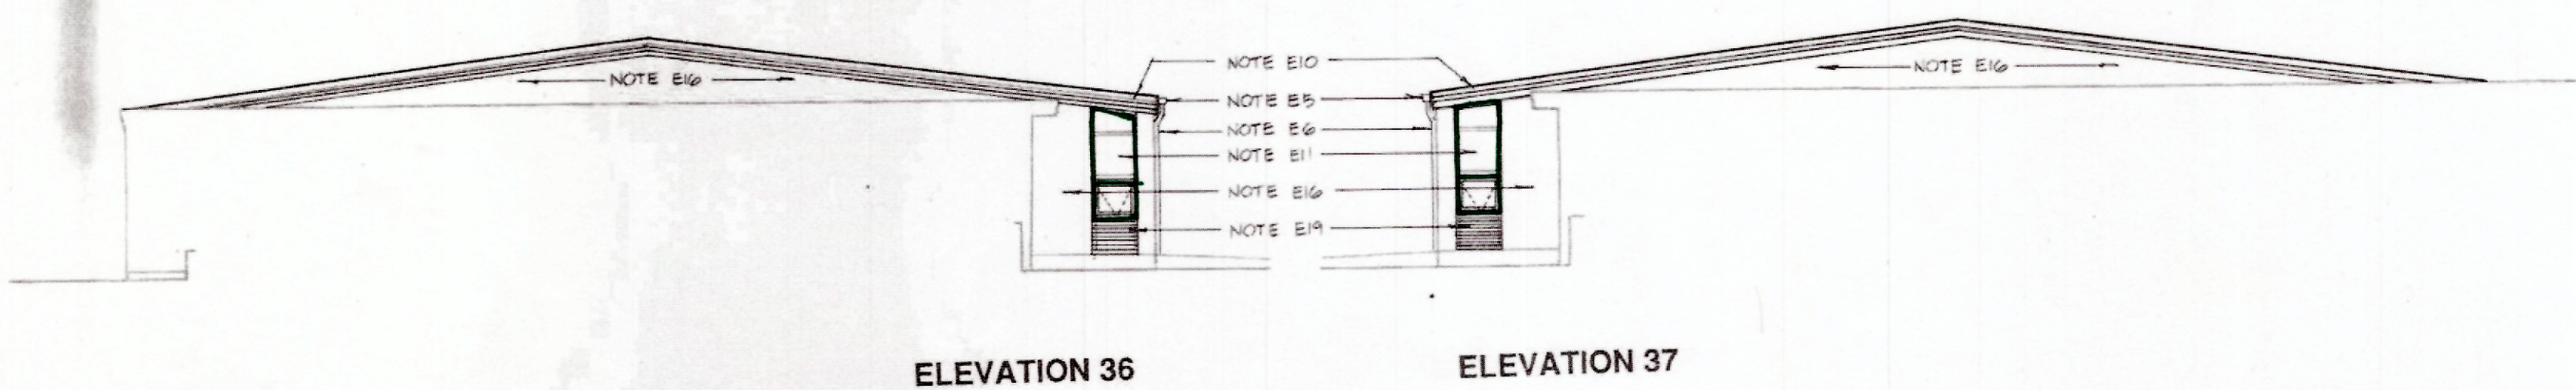 NOTE E16
NOTE E10
NOTE E16
NOTE E5
NOTE E6
NOTE E11
NOTE E16
NOTE E19
ELEVATION 36
ELEVATION 37